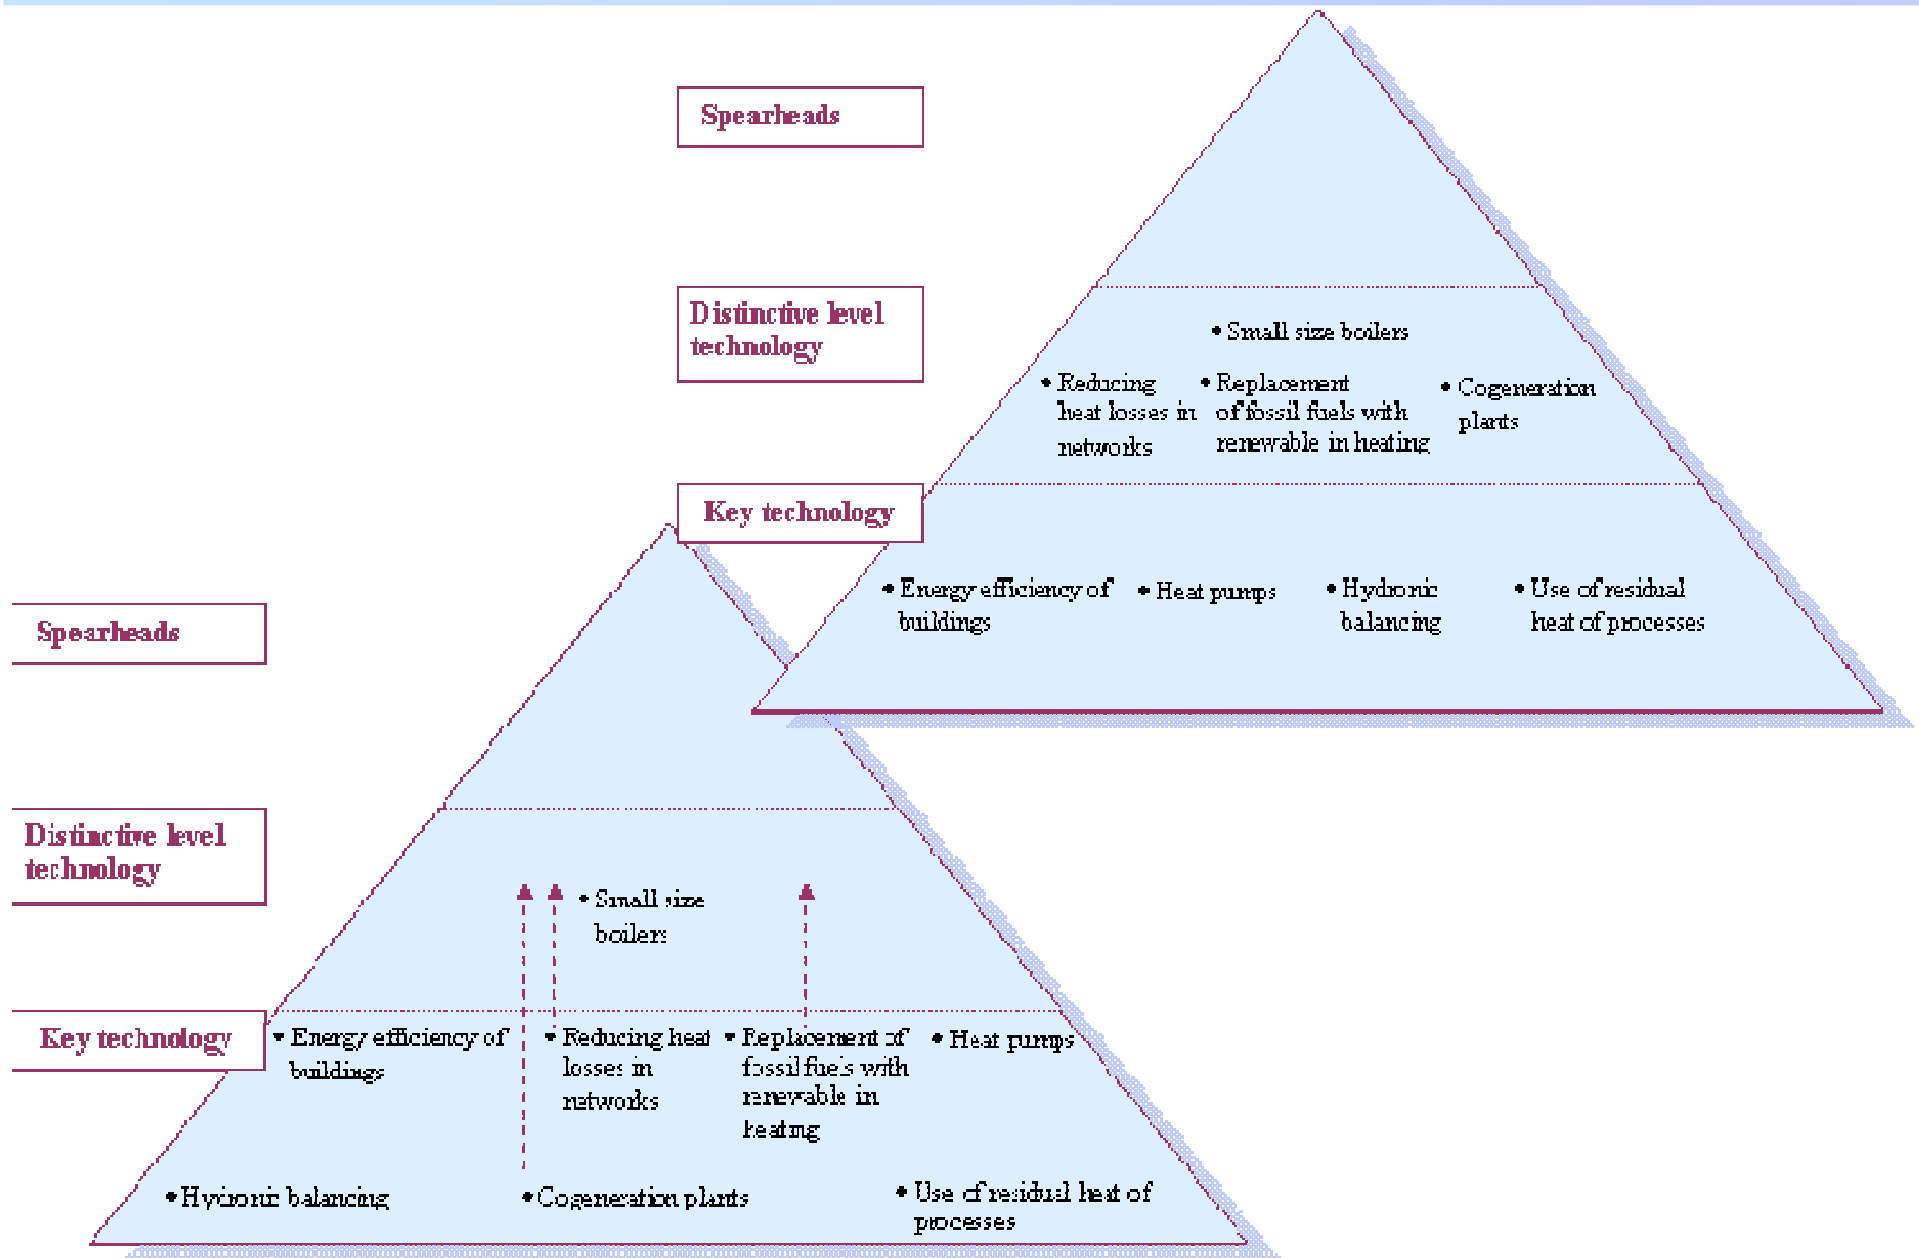 Spearheads
Distinctive level
technology
• Small size boilers
• Reducing
heat losses in
networks
• Replacement
of fossil fuels with
renewable in heating
• Cogeneration
plants
Key technology
• Energy efficiency of
buildings
• Heat pumps
• Hydronic
balancing
• Use of residual
heat of processes
Spearheads
Distinctive level
technology
• Small size
boilers
Key technology
• Energy efficiency of
buildings
• Reducing heat
losses in
networks
• Replacement of
fossil fuels with
renewable in
heating
• Heat pumps
• Hydronic balancing
• Cogeneration plants
• Use of residual heat of
processes